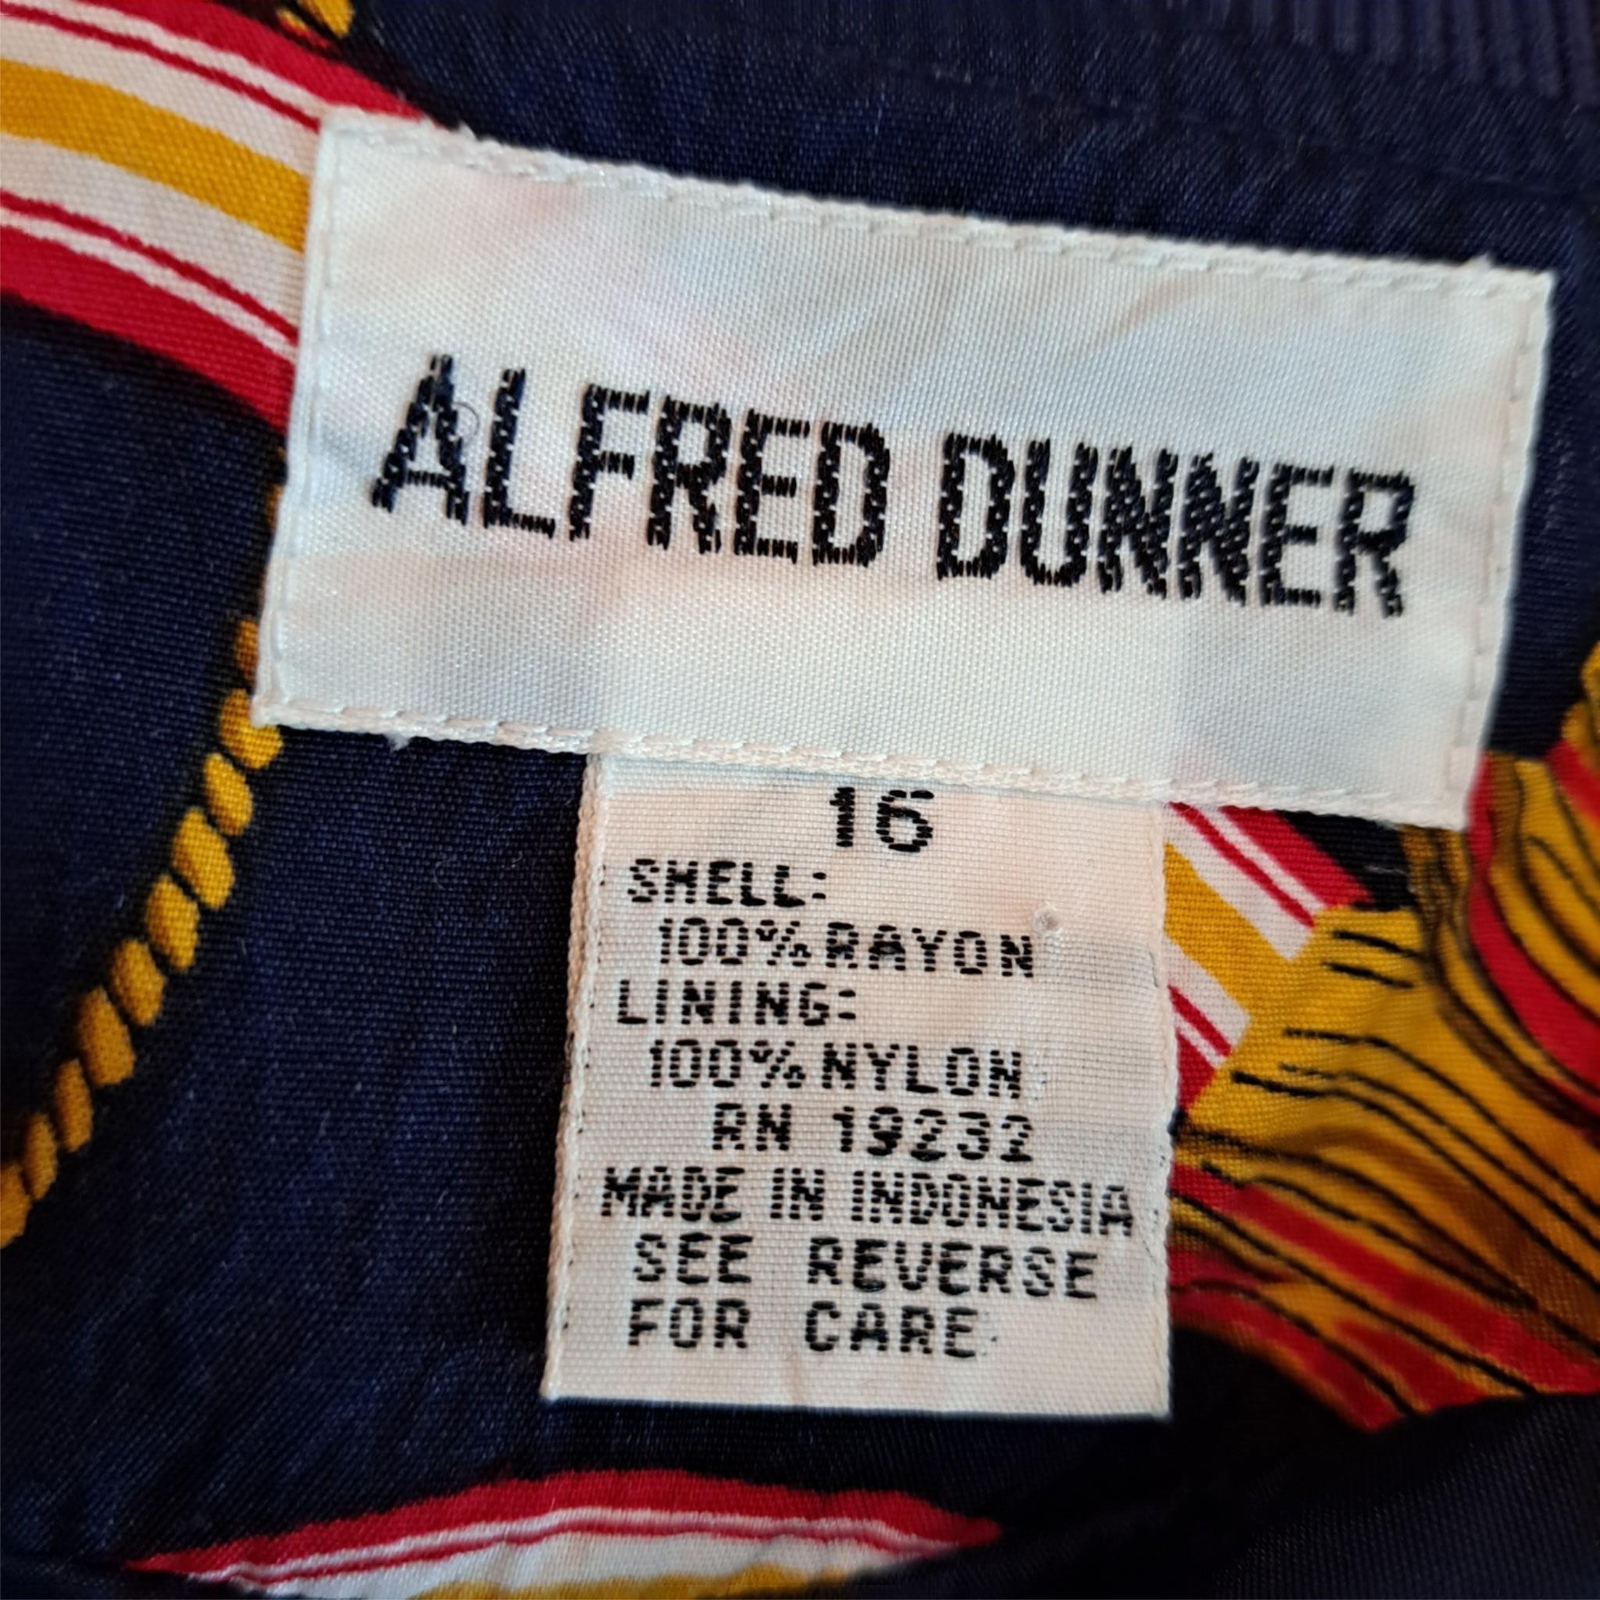 ALFRED DUNNER
16
SHELL:
100% RAYON
LINING:
100% NYLON
RN 19232
MADE IN INDONESIA
SEE REVERSE
FOR CARE